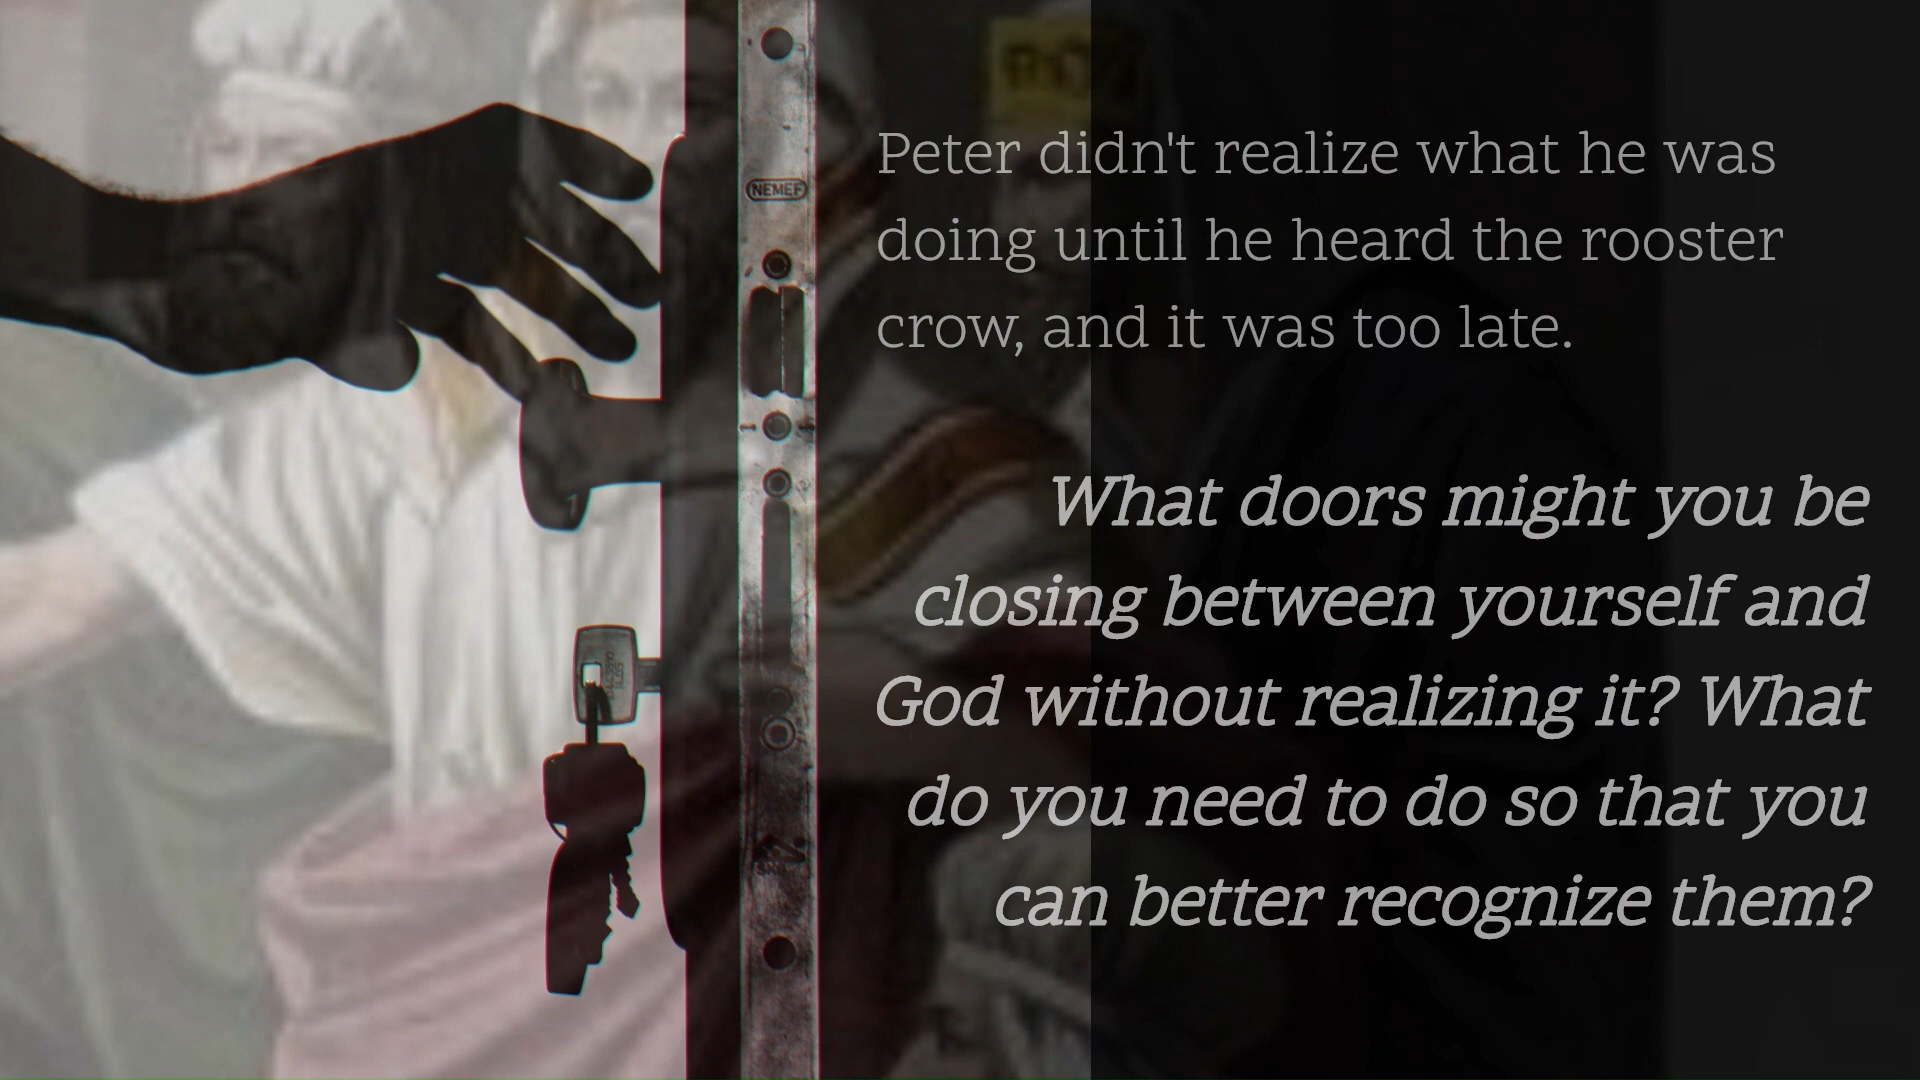 NEMEF
Peter didn't realize what he was
doing until he heard the rooster
crow, and it was too late.
What doors might you be
closing between yourself and
God without realizing it? What
do you need to do so that you
can better recognize them?